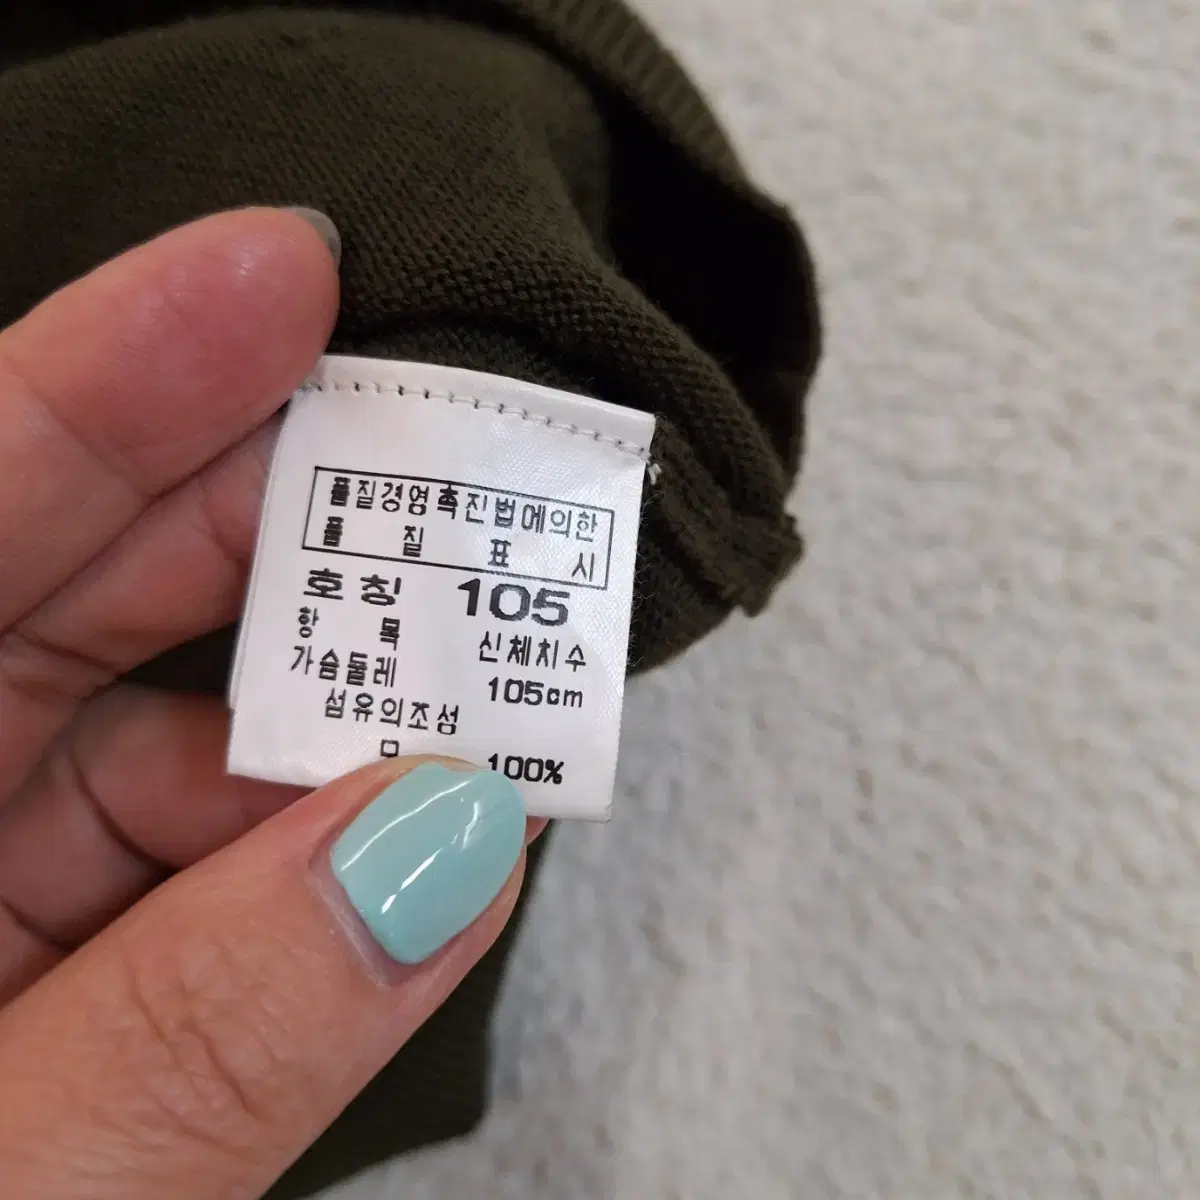 품질경영촉진법에의한
품 질 표 시
호칭 105
항 목 신체치수
가슴둘레 105cm
섬유의조성
100%